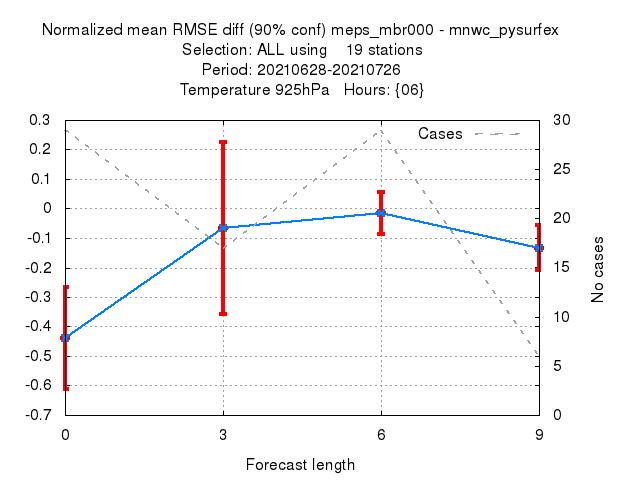 Normalized mean RMSE diff (90% conf) meps_mbr000 - mnwc_pysurfex
Selection: ALL using 19 stations
Period: 20210628-20210726
Temperature 925hPa Hours: {06}
Cases
0.3
0.2
0.1
0
-0.1
-0.2
-0.3
-0.4
-0.5
-0.6
-0.7
30
25
20
15
10
5
0
No cases
0 3 6 9
Forecast length